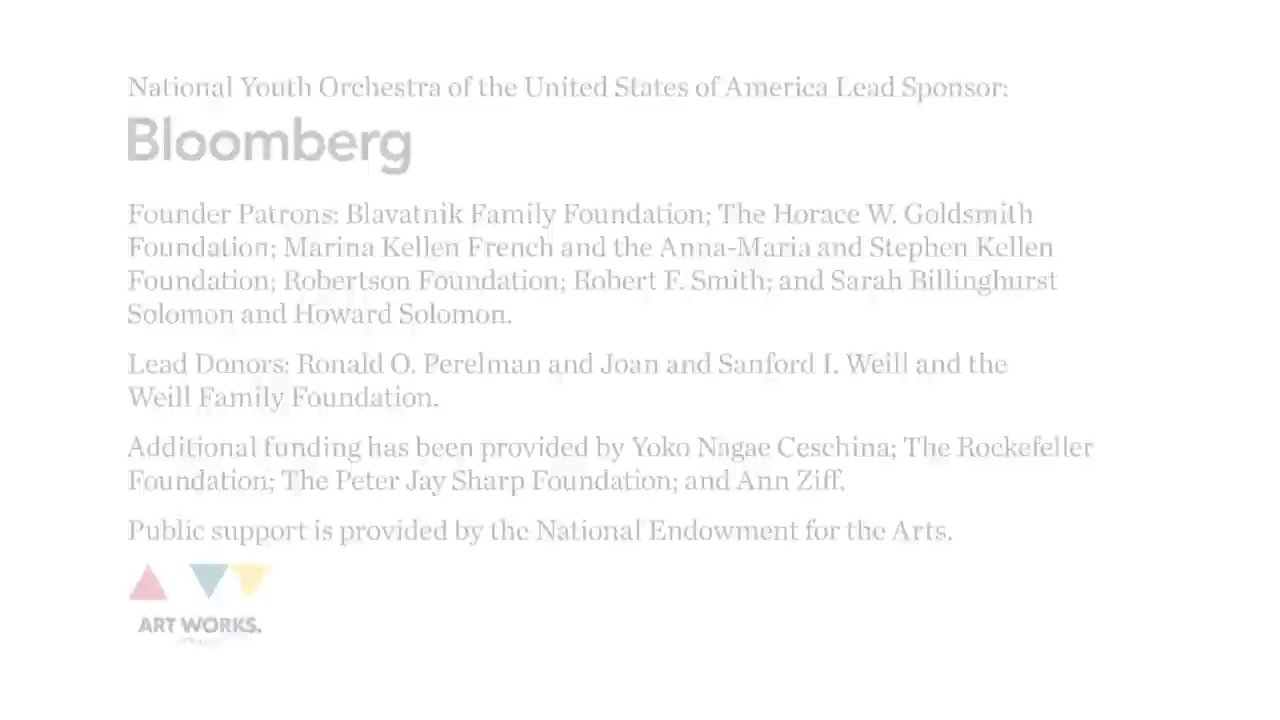 National Youth Orchestra of the United States of America Lead Sponsor:
Bloomberg
Founder Patrons: Blavatnik Family Foundation; The Horace W. Goldsmith
Foundation; Marina Kellen French and the Anna-Maria and Stephen Kellen
Foundation; Robertson Foundation; Robert F. Smith; and Sarah Billinghurst
Solomon and Howard Solomon.
Lead Donors: Ronald O. Perelman and Joan and Sanford I. Weill and the
Weill Family Foundation.
Additional funding has been provided by Yoko Nagae Ceschina; The Rockefeller
Foundation; The Peter Jay Sharp Foundation; and Ann Ziff.
Public support is provided by the National Endowment for the Arts.
ART WORKS.